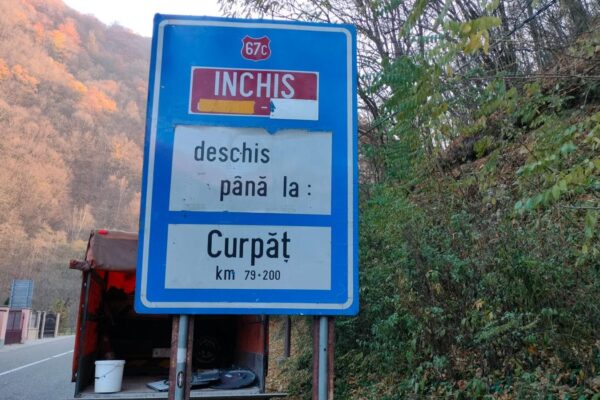 67C
INCHIS
-
deschis
până la :
Curpăț
km 79+200